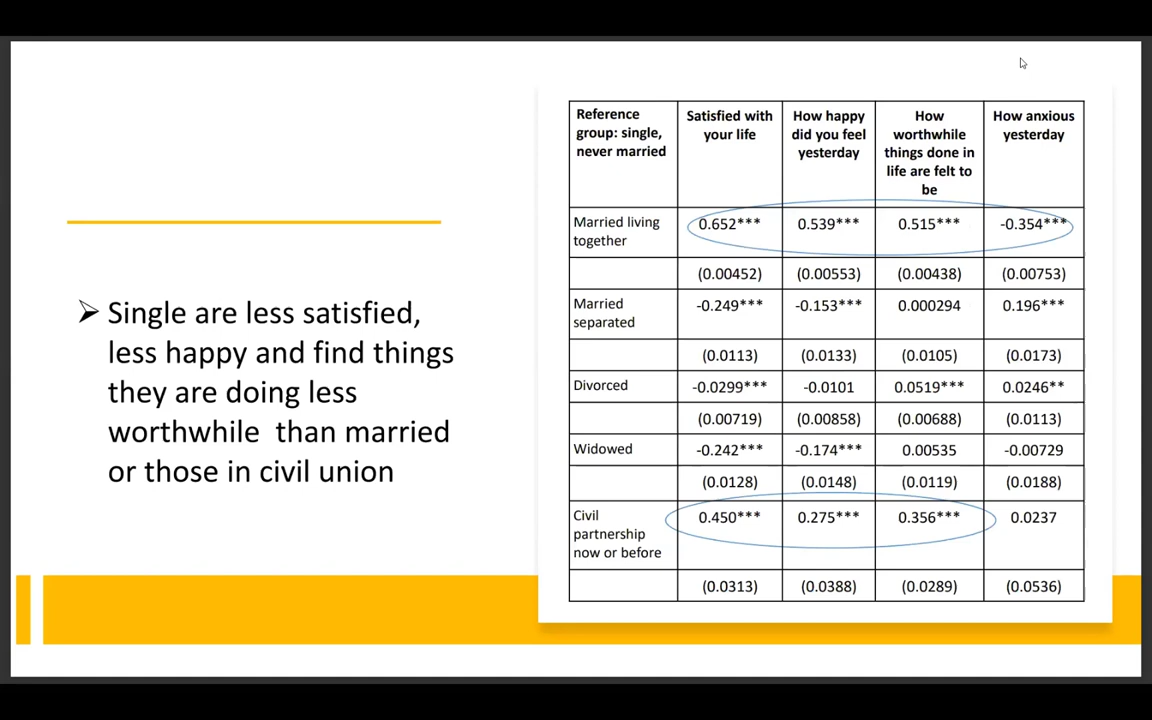 Single are less satisfied,
less happy and find things
they are doing less
worthwhile than married
or those in civil union
Reference group: single, never married | Satisfied with your life | How happy did you feel yesterday | How worthwhile things done in life are felt to be | How anxious yesterday
Married living together | 0.652*** | 0.539*** | 0.515*** | -0.354***
(0.00452) | (0.00553) | (0.00438) | (0.00753)
Married separated | -0.249*** | -0.153*** | 0.000294 | 0.196***
(0.0113) | (0.0133) | (0.0105) | (0.0173)
Divorced | -0.0299*** | -0.0101 | 0.0519*** | 0.0246**
(0.00719) | (0.00858) | (0.00688) | (0.0113)
Widowed | -0.242*** | -0.174*** | 0.00535 | -0.00729
(0.0128) | (0.0148) | (0.0119) | (0.0188)
Civil partnership now or before | 0.450*** | 0.275*** | 0.356*** | 0.0237
(0.0313) | (0.0388) | (0.0289) | (0.0536)